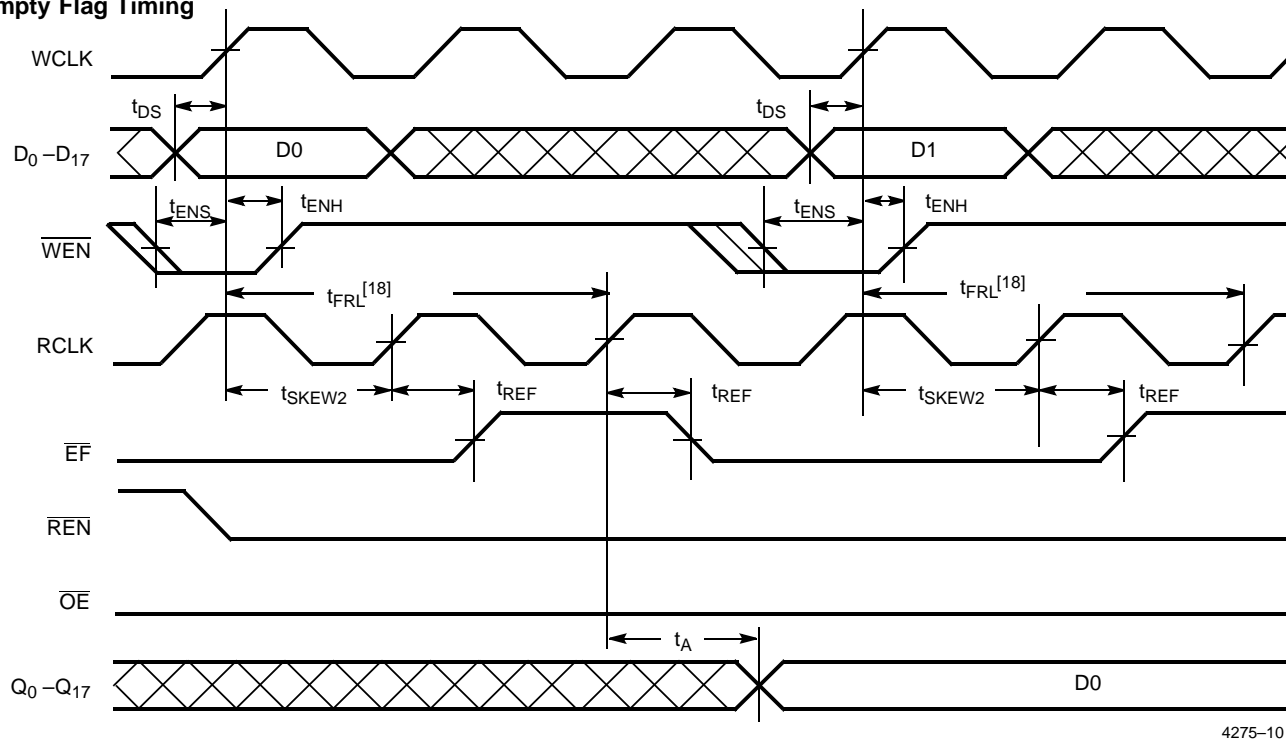 mpty Flag Timing
WCLK
tDS
tDS
D0 –D17
D0
D1
tENS
tENH
tENS
tENH
WEN
tFRL[18]
tFRL[18]
RCLK
tSKEW2
tREF
tREF
tSKEW2
tREF
EF
REN
OE
tA
Q0 –Q17
D0
4275–10